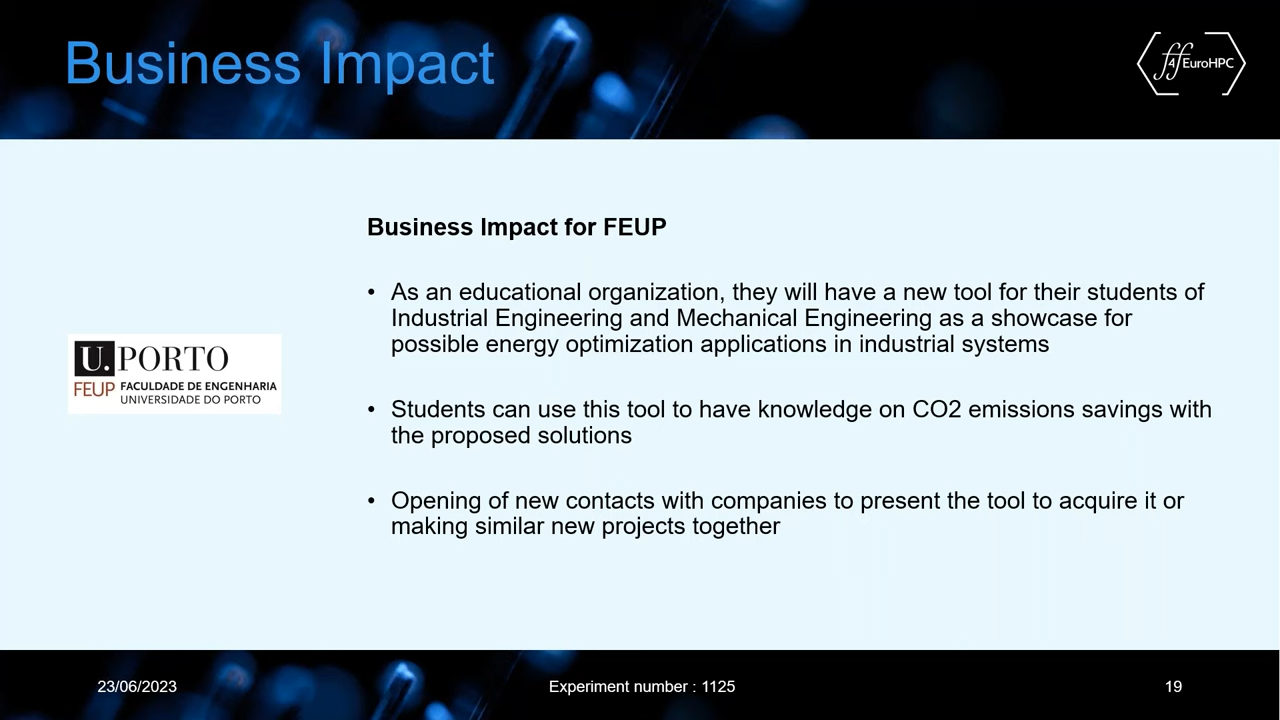 Business Impact
ff4EuroHPC
Business Impact for FEUP
• As an educational organization, they will have a new tool for their students of
Industrial Engineering and Mechanical Engineering as a showcase for
possible energy optimization applications in industrial systems
U.PORTO
FEUP FACULDADE DE ENGENHARIA
UNIVERSIDADE DO PORTO
• Students can use this tool to have knowledge on CO2 emissions savings with
the proposed solutions
• Opening of new contacts with companies to present the tool to acquire it or
making similar new projects together
23/06/2023
Experiment number : 1125
19